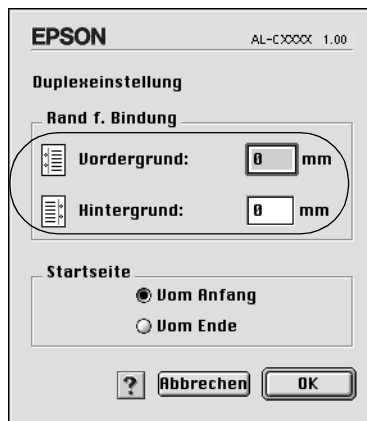 EPSON AL-CXXXX 1.00
Duplexeinstellung
Rand f. Bindung
Vordergrund: 0 mm
Hintergrund: 0 mm
Startseite
Vom Anfang
Vom Ende
? Abbrechen OK